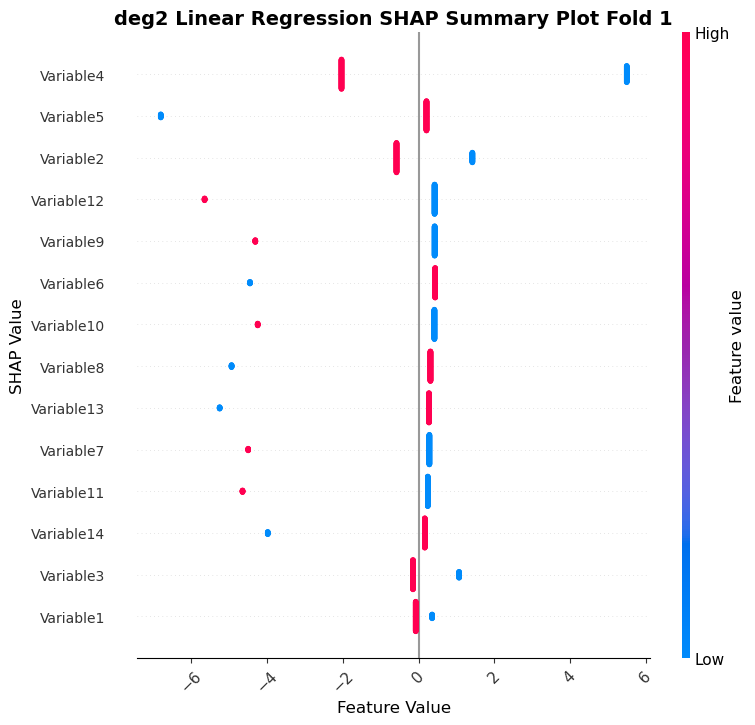 deg2 Linear Regression SHAP Summary Plot Fold 1
High
Variable4
Variable5
Variable2
Variable12
Variable9
Variable6
Variable10
Variable8
Variable13
Variable7
Variable11
Variable14
Variable3
Variable1
SHAP Value
Feature value
Low
−6
−4
−2
0
2
4
6
Feature Value